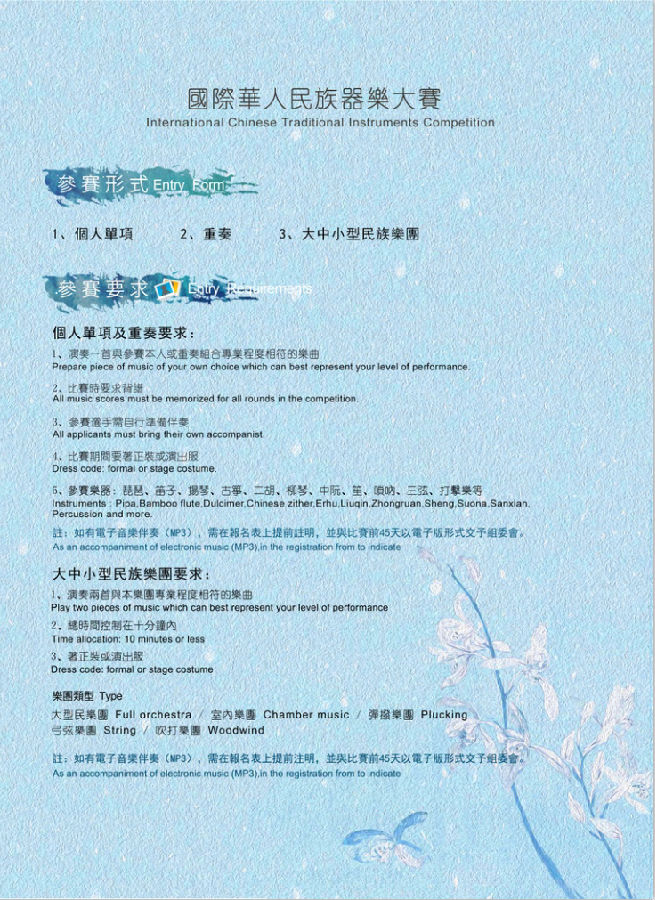 國際華人民族器樂大賽
International Chinese Traditional Instruments Competition
參賽形式 Entry Form
1、個人單項 2、重奏 3、大中小型民族樂團
參賽要求 Entry Requirements
個人單項及重奏要求：
1、演奏一首與參賽本人或重奏組合專業程度相符的樂曲
Prepare piece of music of your own choice which can best represent your level of performance.
2、比賽時要求背譜
All music scores must be memorized for all rounds in the competition.
3、參賽選手需自行準備伴奏
All applicants must bring their own accompanist
4、比賽期間要著正裝或演出服
Dress code: formal or stage costume.
5、參賽樂器：琵琶、笛子、揚琴、古箏、二胡、柳琴、中阮、笙、嗩吶、三弦、打擊樂等
Instruments : Pipa,Bamboo flute,Dulcimer,Chinese zither,Erhu,Liuqin,Zhongruan,Sheng,Suona,Sanxian,
Percussion and more.
註：如有電子音樂伴奏（MP3），需在報名表上提前註明，並與比賽前45天以電子版形式交予組委會。
As an accompaniment of electronic music (MP3),in the registration from to indicate
大中小型民族樂團要求：
1、演奏兩首與本樂團專業程度相符的樂曲
Play two pieces of music which can best represent your level of performance
2、總時間控制在十分鐘內
Time allocation: 10 minutes or less
3、著正裝或演出服
Dress code: formal or stage costume
樂團類型 Type
大型民樂團 Full orchestra / 室內樂團 Chamber music / 彈撥樂團 Plucking
弓弦樂團 String / 吹打樂團 Woodwind
註：如有電子音樂伴奏（MP3），需在報名表上提前注明，並與比賽前45天以電子版形式交予組委會。
As an accompaniment of electronic music (MP3),in the registration from to indicate